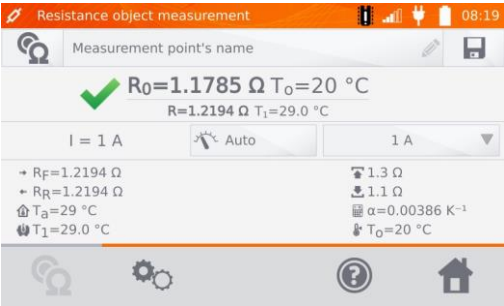 Resistance object measurement 08:19
Measurement point's name
R₀=1.1785 Ω T₀=20 °C
R=1.2194 Ω T₁=29.0 °C
I = 1 A Auto 1 A
R_F=1.2194 Ω 1.3 Ω
R_R=1.2194 Ω 1.1 Ω
Tₐ=29 °C α=0.00386 K⁻¹
T₁=29.0 °C T₀=20 °C